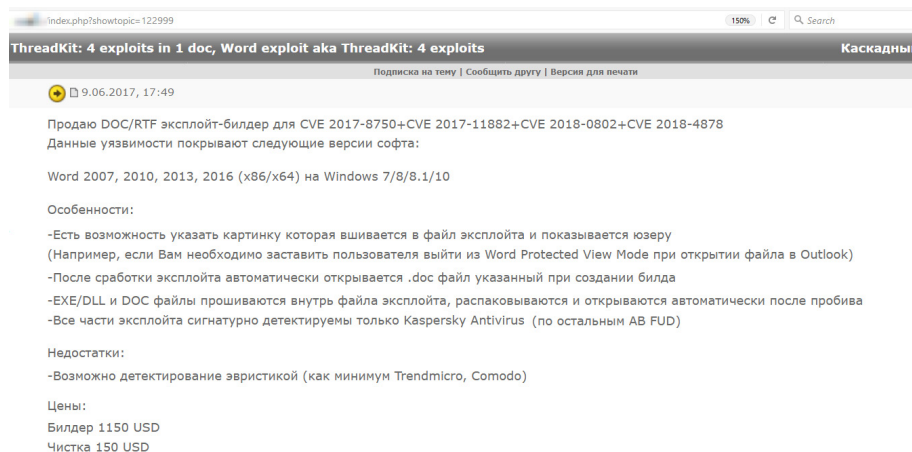 /index.php?showtopic=122999
150%
Search
ThreadKit: 4 exploits in 1 doc, Word exploit aka ThreadKit: 4 exploits
Каскадный
Подписка на тему | Сообщить другу | Версия для печати
9.06.2017, 17:49
Продаю DOC/RTF эксплойт-билдер для CVE 2017-8750+CVE 2017-11882+CVE 2018-0802+CVE 2018-4878
Данные уязвимости покрывают следующие версии софта:
Word 2007, 2010, 2013, 2016 (x86/x64) на Windows 7/8/8.1/10
Особенности:
-Есть возможность указать картинку которая вшивается в файл эксплойта и показывается юзеру
(Например, если Вам необходимо заставить пользователя выйти из Word Protected View Mode при открытии файла в Outlook)
-После сработки эксплойта автоматически открывается .doc файл указанный при создании билда
-EXE/DLL и DOC файлы прошиваются внутрь файла эксплойта, распаковываются и открываются автоматически после пробива
-Все части эксплойта сигнатурно детектируемы только Kaspersky Antivirus (по остальным АВ FUD)
Недостатки:
-Возможно детектирование эвристикой (как минимум Trendmicro, Comodo)
Цены:
Билдер 1150 USD
Чистка 150 USD